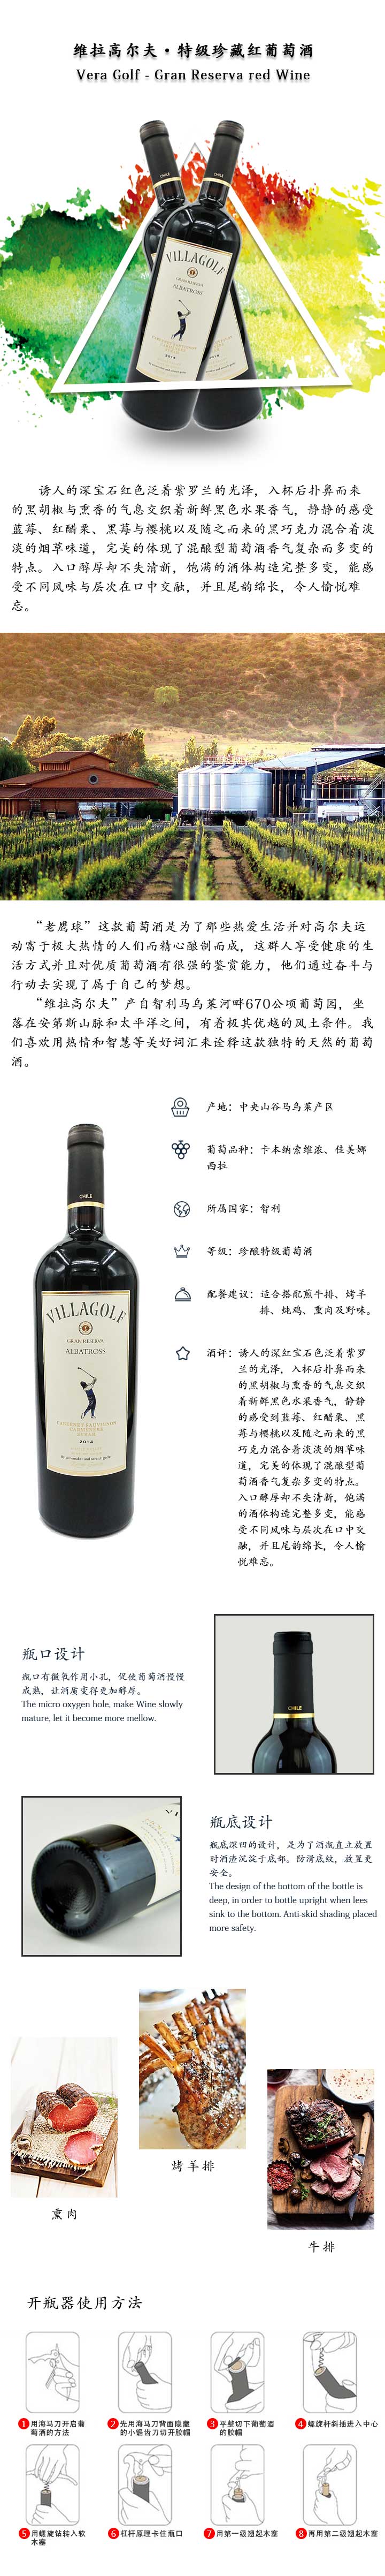 维拉高尔夫·特级珍藏红葡萄酒
Vera Golf - Gran Reserva red Wine
CHILE
CHILE
VILLAGOLF
GRAN RESERVA
ALBATROSS
CABERNET SAUVIGNON
CARMENERE
2014
2014
诱人的深宝石红色泛着紫罗兰的光泽，入杯后扑鼻而来
的黑胡椒与熏香的气息交织着新鲜黑色水果香气，静静的感受
蓝莓、红醋栗、黑莓与樱桃以及随之而来的黑巧克力混合着淡
淡的烟草味道，完美的体现了混酿型葡萄酒香气复杂而多变的
特点。入口醇厚却不失清新，饱满的酒体构造完整多变，能感
受不同风味与层次在口中交融，并且尾韵绵长，令人愉悦难
忘。
“老鹰球”这款葡萄酒是为了那些热爱生活并对高尔夫运
动富于极大热情的人们而精心酿制而成，这群人享受健康的生
活方式并且对优质葡萄酒有很强的鉴赏能力，他们通过奋斗与
行动去实现了属于自己的梦想。
“维拉高尔夫”产自智利马乌莱河畔670公顷葡萄园，坐
落在安第斯山脉和太平洋之间，有着极其优越的风土条件。我
们喜欢用热情和智慧等美好词汇来诠释这款独特的天然的葡萄
酒。
产地：中央山谷马乌莱产区
葡萄品种：卡本纳索维浓、佳美娜
西拉
所属国家：智利
等级：珍酿特级葡萄酒
配餐建议：适合搭配煎牛排、烤羊
排、炖鸡、熏肉及野味。
酒评：诱人的深红宝石色泛着紫罗
兰的光泽，入杯后扑鼻而来
的黑胡椒与熏香的气息交织
着新鲜黑色水果香气，静静
的感受到蓝莓、红醋栗、黑
莓与樱桃以及随之而来的黑
巧克力混合着淡淡的烟草味
道，完美的体现了混酿型葡
萄酒香气复杂多变的特点。
入口醇厚却不失清新，饱满
的酒体构造完整多变，能感
受不同风味与层次在口中交
融，并且尾韵绵长，令人愉
悦难忘。
CHILE
VILLAGOLF
GRAN RESERVA
ALBATROSS
CABERNET SAUVIGNON
CARMENERE
SYRAH
2014
瓶口设计
瓶口有微氧作用小孔，促使葡萄酒慢慢
成熟，让酒质变得更加醇厚。
The micro oxygen hole, make Wine slowly
mature, let it become more mellow.
CHILE
瓶底设计
瓶底深凹的设计，是为了酒瓶直立放置
时酒渣沉淀于底部。防滑底纹，放置更
安全。
The design of the bottom of the bottle is
deep, in order to bottle upright when lees
sink to the bottom. Anti-skid shading placed
more safety.
烤羊排
熏肉
牛排
开瓶器使用方法
1 用海马刀开启葡
萄酒的方法
2 先用海马刀背面隐藏
的小锯齿刀切开胶帽
3 平整切下葡萄酒
的胶帽
4 螺旋杆斜插进入中心
5 用螺旋钻转入软
木塞
6 杠杆原理卡住瓶口
7 用第一级翘起木塞
8 再用第二级翘起木塞